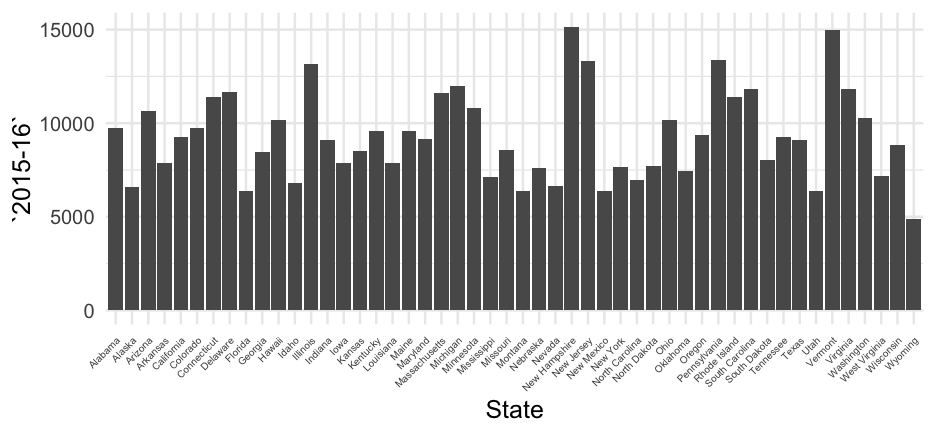 15000
10000
5000
0
`2015-16`
Alabama
Alaska
Arizona
Arkansas
California
Colorado
Connecticut
Delaware
Florida
Georgia
Hawaii
Idaho
Illinois
Indiana
Iowa
Kansas
Kentucky
Louisiana
Maine
Maryland
Massachusetts
Michigan
Minnesota
Mississippi
Missouri
Montana
Nebraska
Nevada
New Hampshire
New Jersey
New Mexico
New York
North Carolina
North Dakota
Ohio
Oklahoma
Oregon
Pennsylvania
Rhode Island
South Carolina
South Dakota
Tennessee
Texas
Utah
Vermont
Virginia
Washington
West Virginia
Wisconsin
Wyoming
State